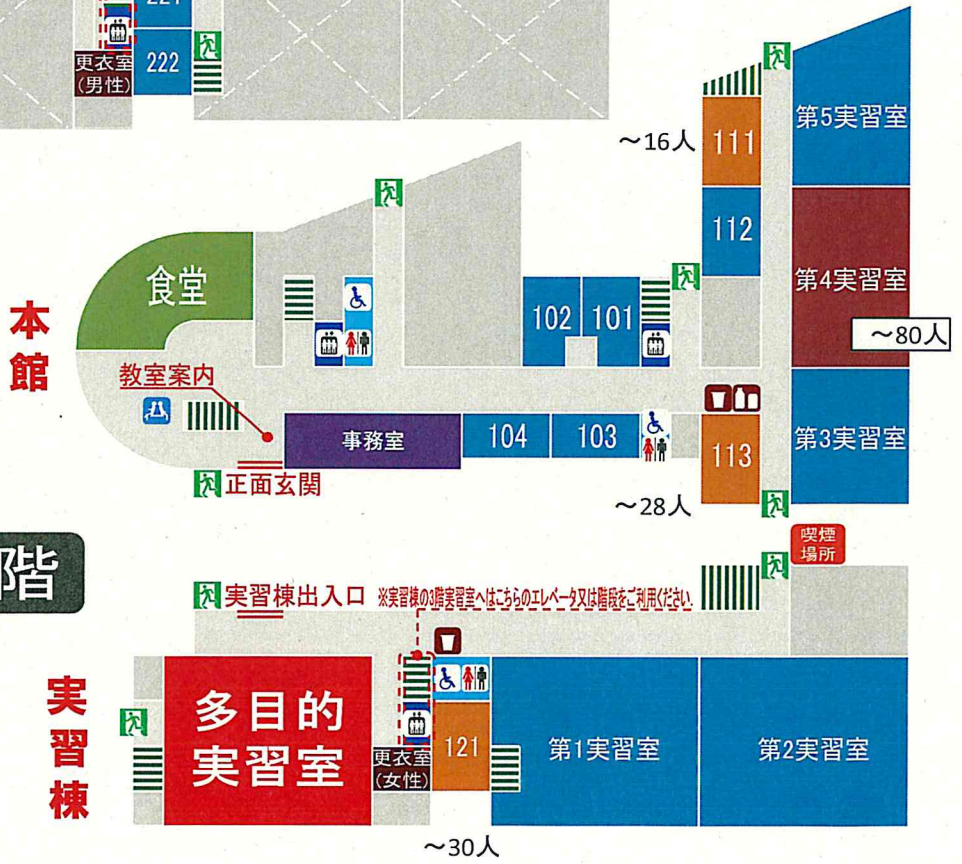 更衣室
(男性)
222
第5実習室
～16人
111
112
食堂
第4実習室
102
101
～80人
本館
教室案内
事務室
104
103
113
第3実習室
正面玄関
～28人
喫煙
場所
階
実習棟出入口
※実習棟の3階実習室へはこちらのエレベータ又は階段をご利用ください.
実習棟
多目的
実習室
更衣室
(女性)
121
第1実習室
第2実習室
～30人